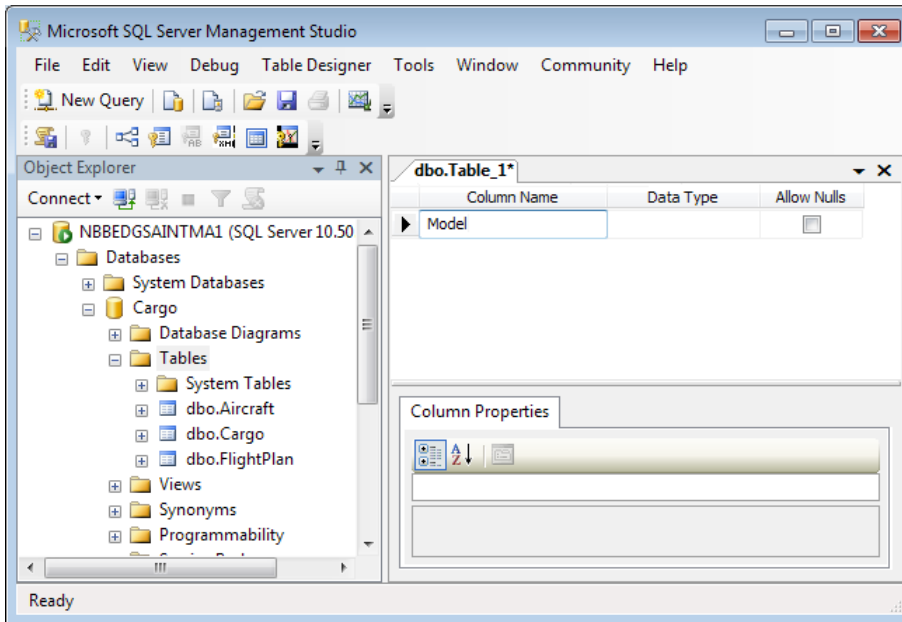 Microsoft SQL Server Management Studio
File Edit View Debug Table Designer Tools Window Community Help
New Query
Object Explorer
Connect
NBBEDGSAINTMA1 (SQL Server 10.50
Databases
System Databases
Cargo
Database Diagrams
Tables
System Tables
dbo.Aircraft
dbo.Cargo
dbo.FlightPlan
Views
Synonyms
Programmability
dbo.Table_1*
Column Name Data Type Allow Nulls
Model
Column Properties
Ready